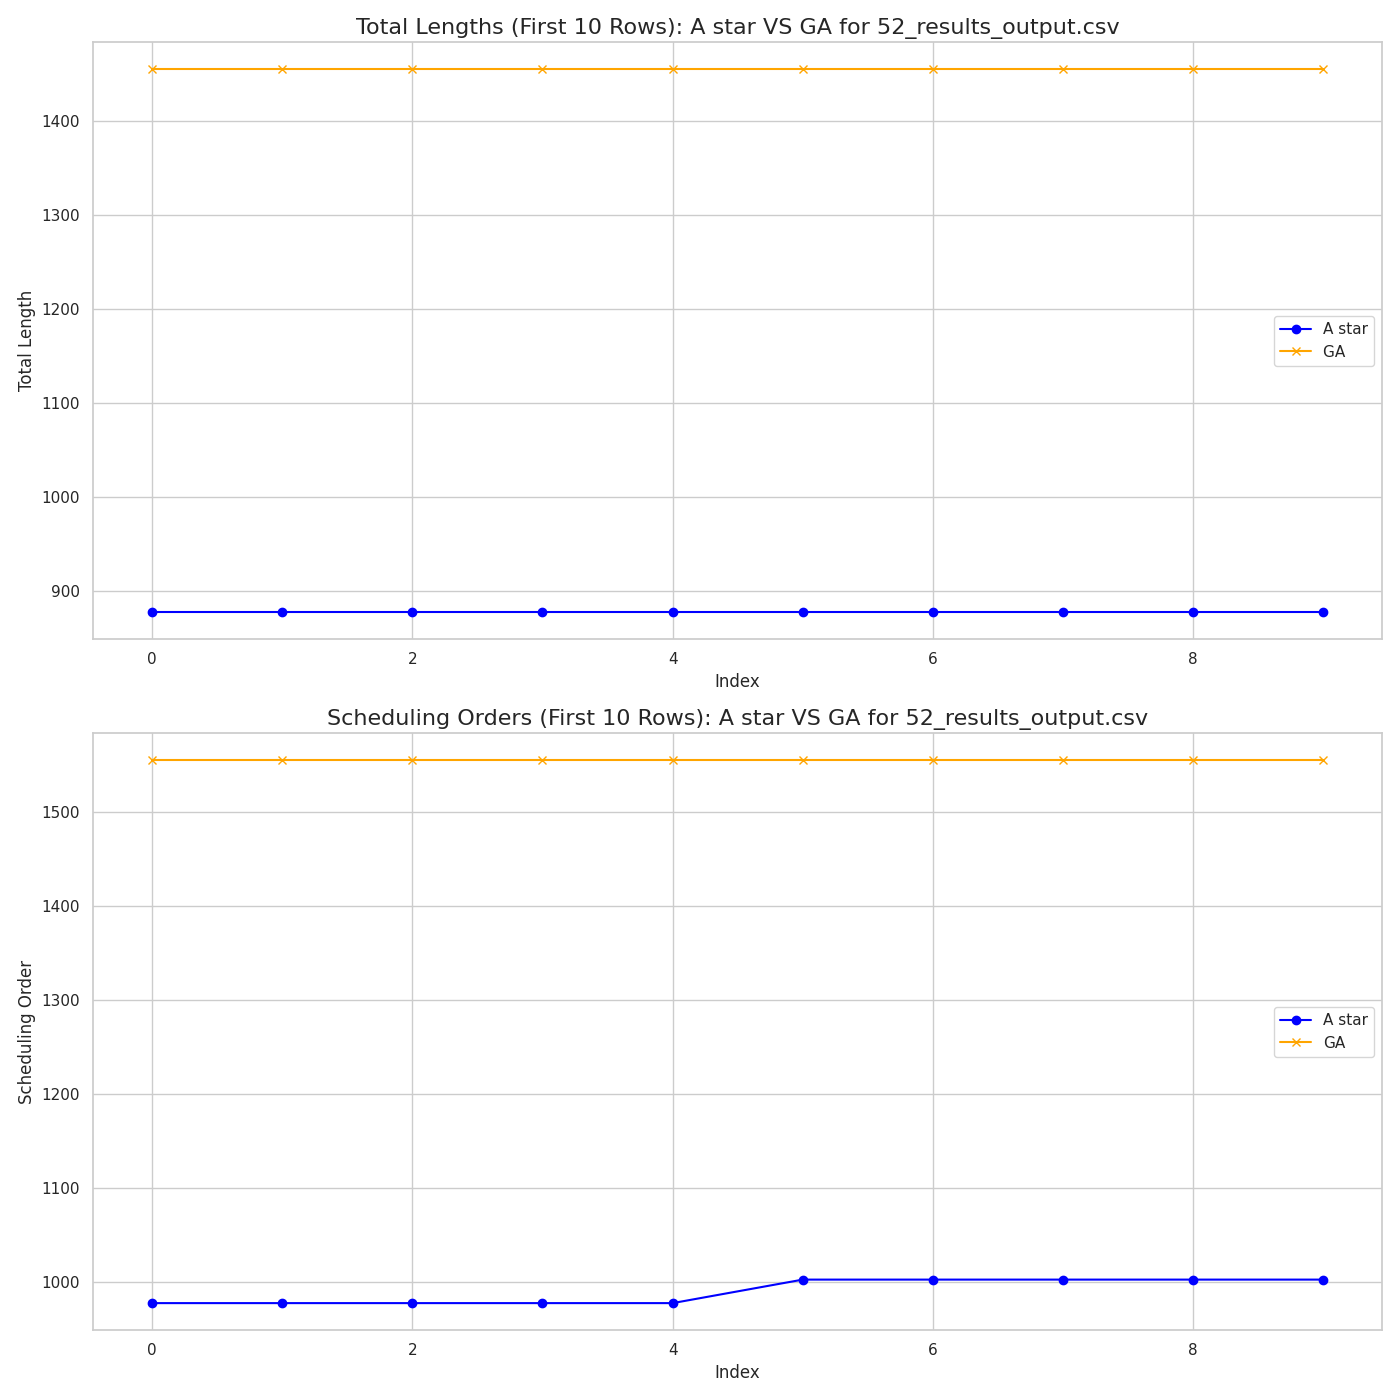 Total Lengths (First 10 Rows): A star VS GA for 52_results_output.csv
1400
1300
1200
1100
1000
900
Total Length
A star
GA
0 2 4 6 8
Index
Scheduling Orders (First 10 Rows): A star VS GA for 52_results_output.csv
1500
1400
1300
1200
1100
1000
Scheduling Order
A star
GA
0 2 4 6 8
Index